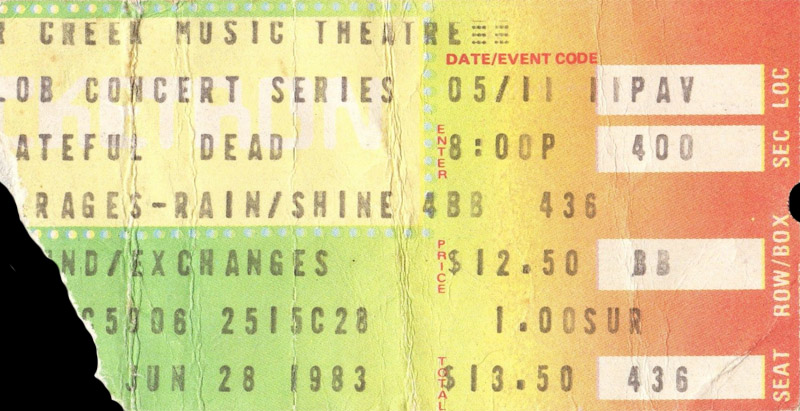 R CREEK MUSIC THEATRE
DATE/EVENT CODE
LOB CONCERT SERIES 05/11 11PAV LOC
ATEFUL DEAD ENTER 8:00P 400 SEC
RAGES-RAIN/SHINE 4BB 436
ND/EXCHANGES PRICE $12.50 BB ROW/BOX
C5006 2515C28 1.00SUR
JUN 28 1983 TOTAL $13.50 436 SEAT